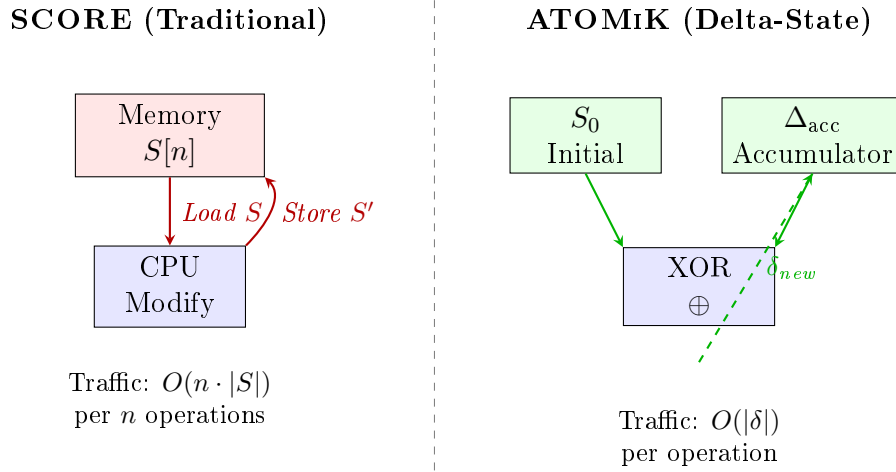 SCORE (Traditional)
Memory
S[n]
Load S
Store S′
CPU
Modify
Traffic: O(n · |S|)
per n operations
ATOMIK (Delta-State)
S₀
Initial
Δacc
Accumulator
XOR
⊕
δnew
Traffic: O(|δ|)
per operation